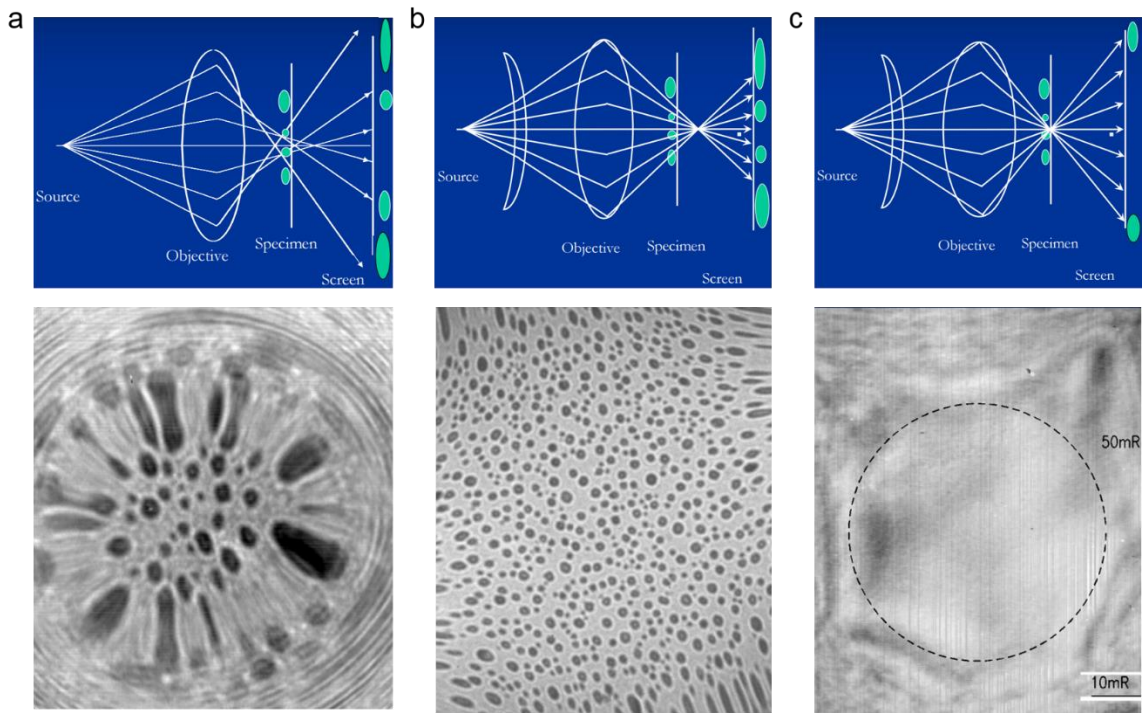 a
b
c
Source
Objective
Specimen
Screen
Source
Objective
Specimen
Screen
Source
Objective
Specimen
Screen
50mR
10mR